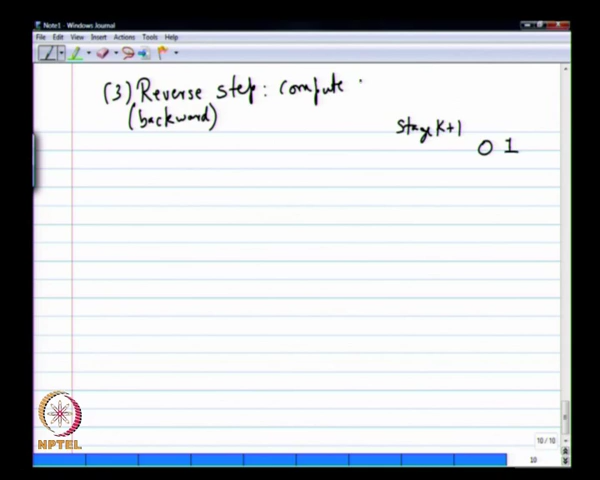 Note1 - Windows Journal
File Edit View Insert Actions Tools Help
(3) Reverse step: compute
(backward)
Stage K+1
0 1
NPTEL
10 / 10
10